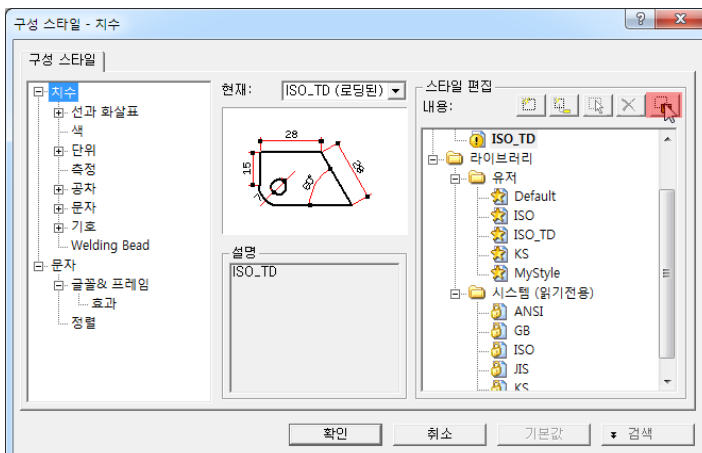 구성 스타일 - 치수
구성 스타일
치수
선과 화살표
색
단위
측정
공차
문자
기호
Welding Bead
문자
글꼴& 프레임
효과
정렬
현재:
ISO_TD (로딩된)
28
15
60°
설명
ISO_TD
스타일 편집
내용:
ISO_TD
라이브러리
유저
Default
ISO
ISO_TD
KS
MyStyle
시스템 (읽기전용)
ANSI
GB
ISO
JIS
KS
확인
취소
기본값
검색